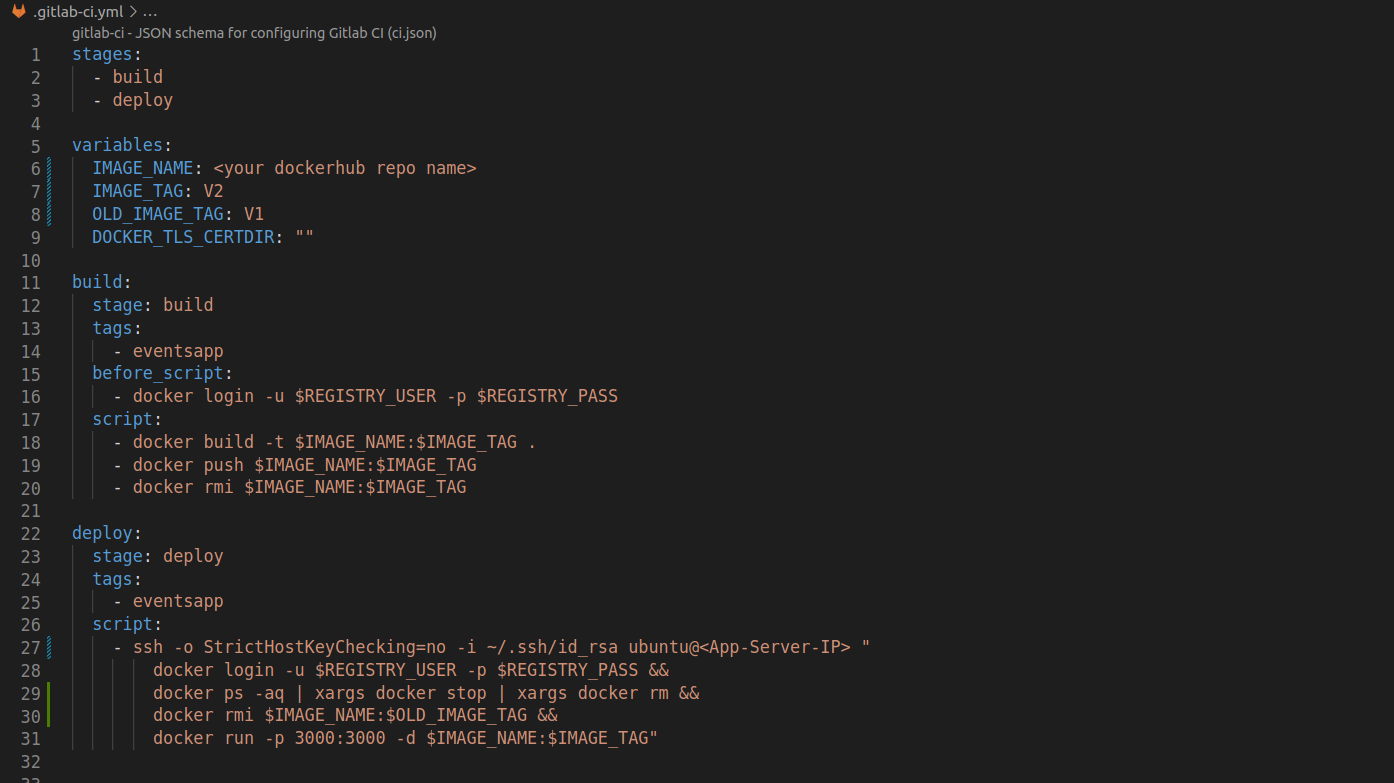 .gitlab-ci.yml > ...
gitlab-ci - JSON schema for configuring Gitlab CI (ci.json)
1 stages:
2   - build
3   - deploy
4
5 variables:
6   IMAGE_NAME: <your dockerhub repo name>
7   IMAGE_TAG: V2
8   OLD_IMAGE_TAG: V1
9   DOCKER_TLS_CERTDIR: ""
10
11 build:
12   stage: build
13   tags:
14     - eventsapp
15   before_script:
16     - docker login -u $REGISTRY_USER -p $REGISTRY_PASS
17   script:
18     - docker build -t $IMAGE_NAME:$IMAGE_TAG .
19     - docker push $IMAGE_NAME:$IMAGE_TAG
20     - docker rmi $IMAGE_NAME:$IMAGE_TAG
21
22 deploy:
23   stage: deploy
24   tags:
25     - eventsapp
26   script:
27     - ssh -o StrictHostKeyChecking=no -i ~/.ssh/id_rsa ubuntu@<App-Server-IP> "
28         docker login -u $REGISTRY_USER -p $REGISTRY_PASS &&
29         docker ps -aq | xargs docker stop | xargs docker rm &&
30         docker rmi $IMAGE_NAME:$OLD_IMAGE_TAG &&
31         docker run -p 3000:3000 -d $IMAGE_NAME:$IMAGE_TAG"
32